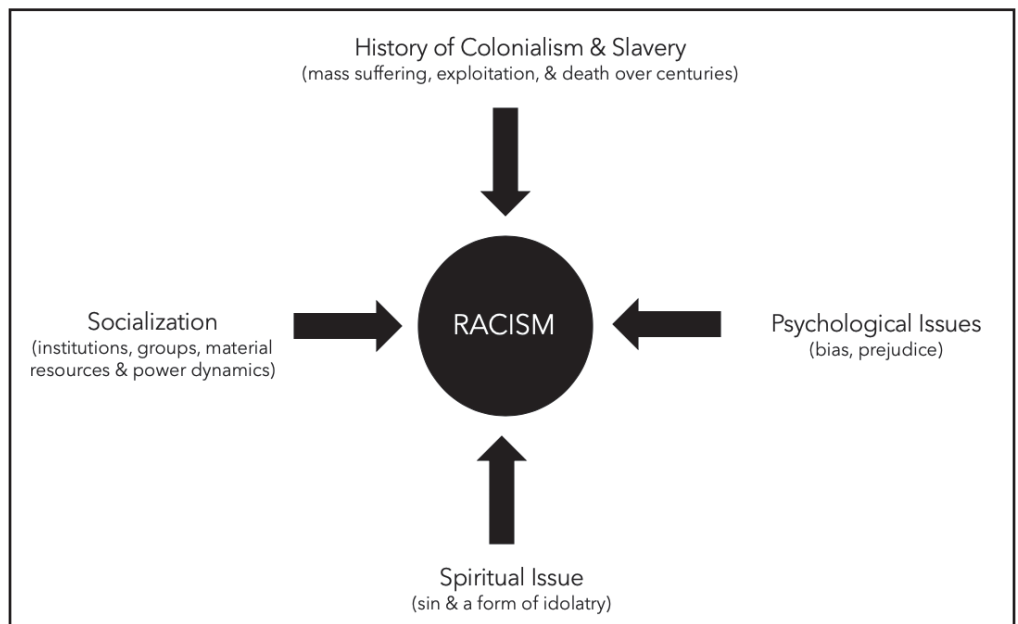 History of Colonialism & Slavery
(mass suffering, exploitation, & death over centuries)
Socialization
(institutions, groups, material
resources & power dynamics)
RACISM
Psychological Issues
(bias, prejudice)
Spiritual Issue
(sin & a form of idolatry)